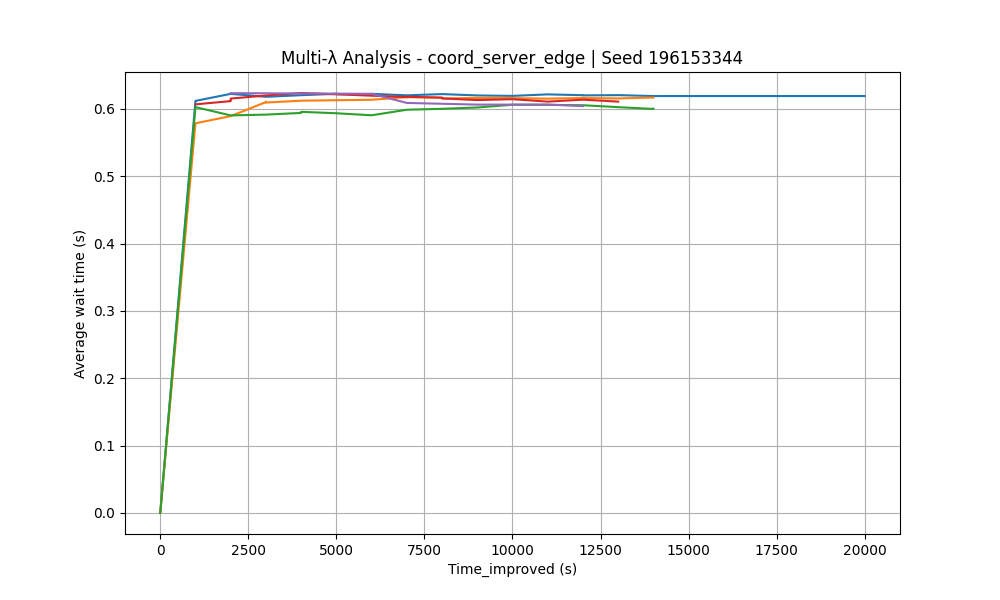 Multi-λ Analysis - coord_server_edge | Seed 196153344
Average wait time (s)
0.6
0.5
0.4
0.3
0.2
0.1
0.0
0 2500 5000 7500 10000 12500 15000 17500 20000
Time_improved (s)